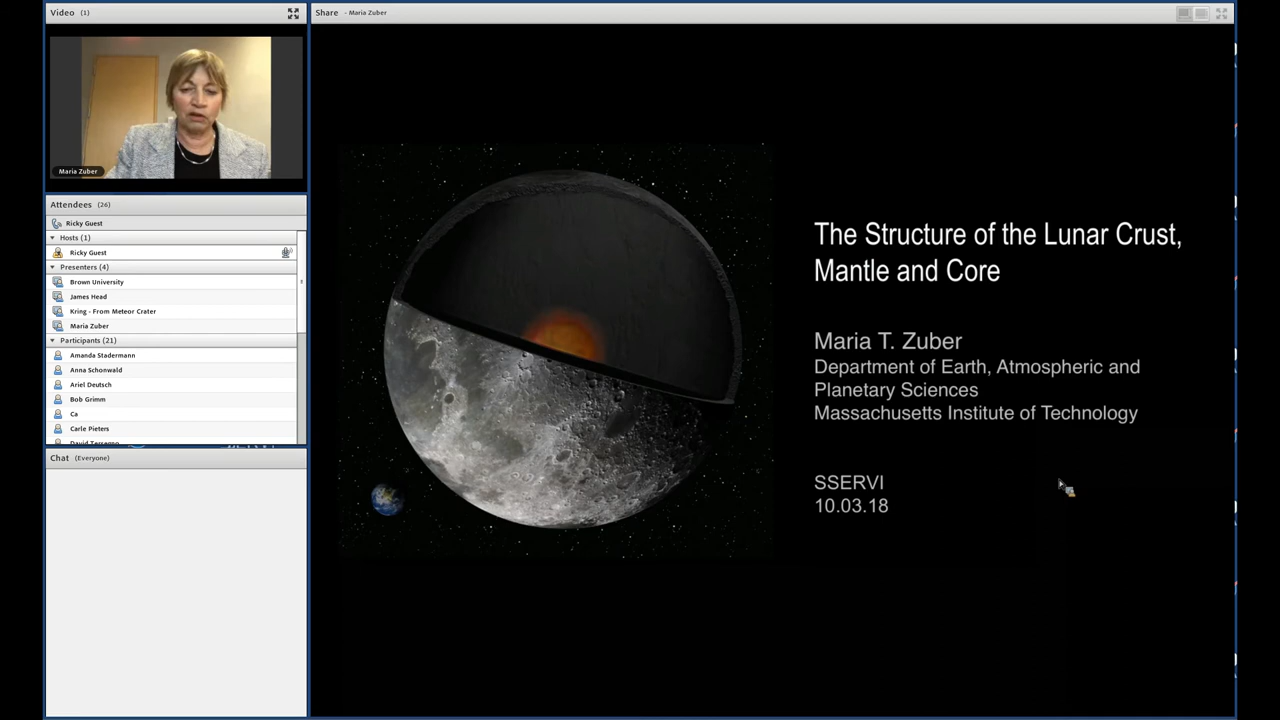 Video (1)
Maria Zuber
Attendees (26)
Ricky Guest
Hosts (1)
Ricky Guest
Presenters (4)
Brown University
James Head
Kring - From Meteor Crater
Maria Zuber
Participants (21)
Amanda Stadermann
Anna Schonwald
Ariel Deutsch
Bob Grimm
Ca
Carle Pieters
Chat (Everyone)
Share - Maria Zuber
The Structure of the Lunar Crust,
Mantle and Core
Maria T. Zuber
Department of Earth, Atmospheric and
Planetary Sciences
Massachusetts Institute of Technology
SSERVI
10.03.18